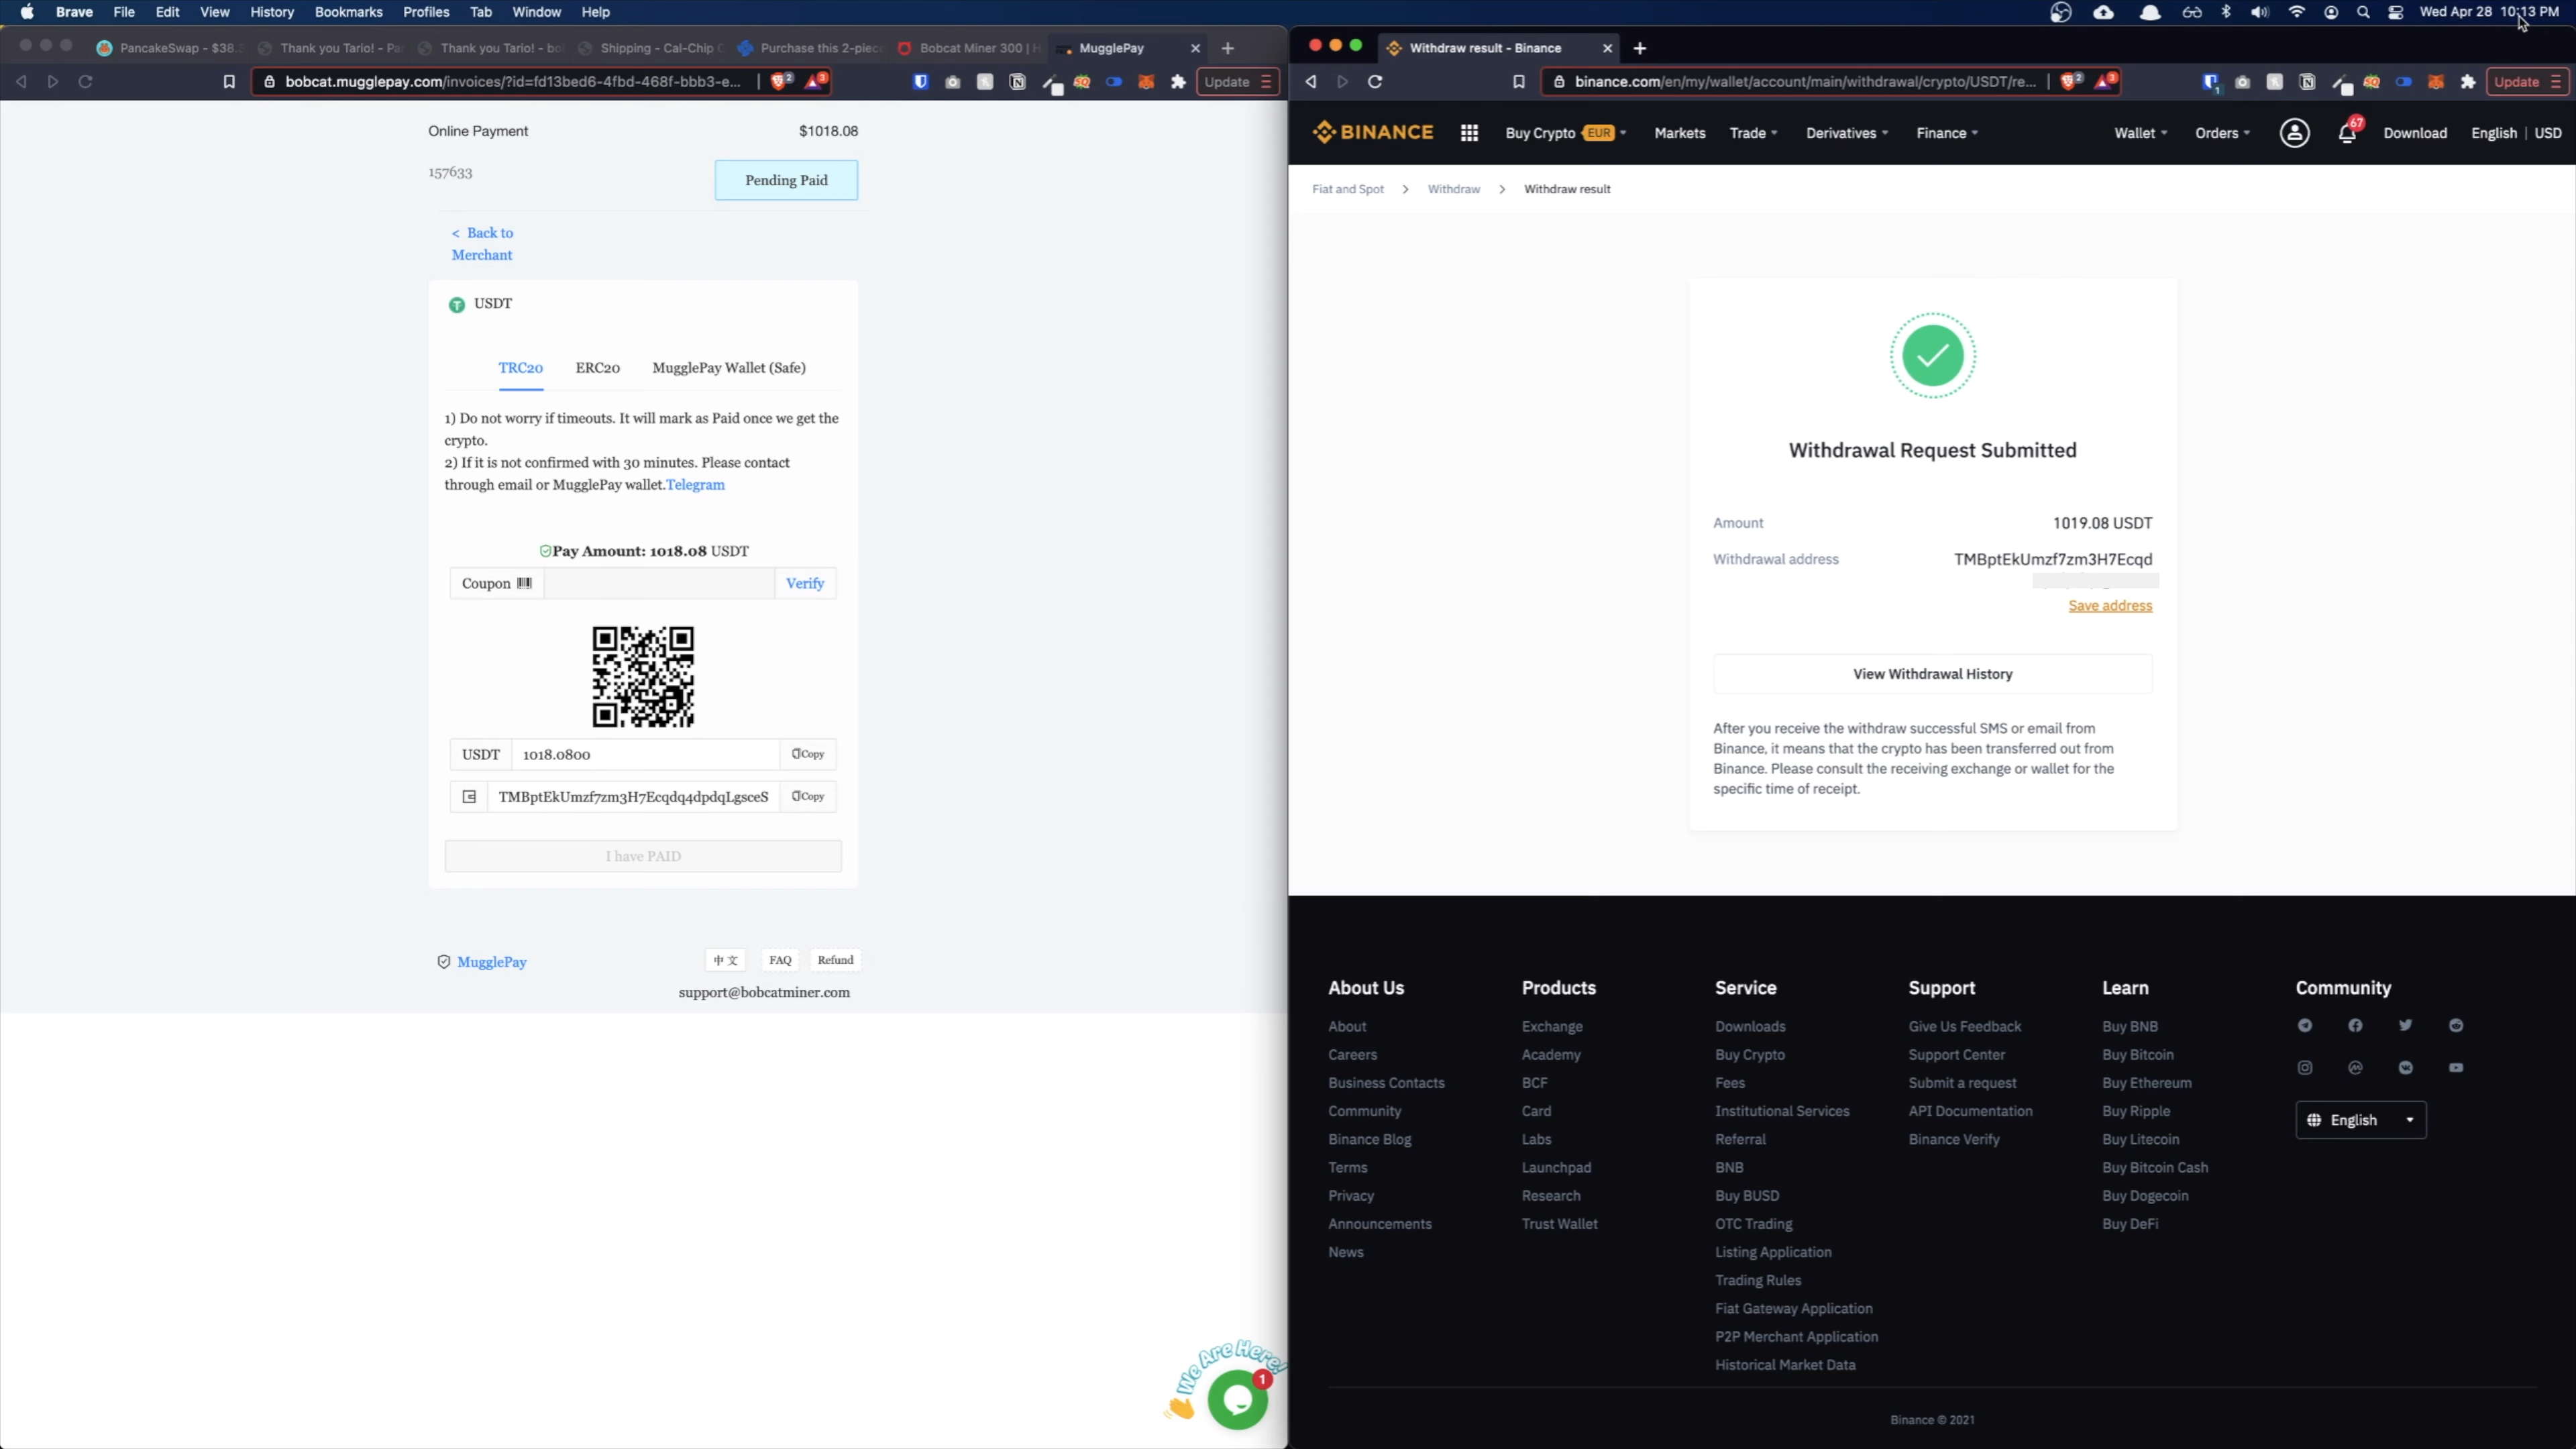 Brave File Edit View History Bookmarks Profiles Tab Window Help
Wed Apr 28 10:13 PM
PancakeSwap - $38.
Thank you Tario! - Pa
Thank you Tario! - bo
Shipping - Cal-Chip C
Purchase this 2-piece
Bobcat Miner 300 | H
MugglePay
bobcat.mugglepay.com/invoices/?id=fd13bed6-4fbd-468f-bbb3-e...
2
3
Update
Online Payment
$1018.08
157633
Pending Paid
< Back to
Merchant
USDT
TRC20
ERC20
MugglePay Wallet (Safe)
1) Do not worry if timeouts. It will mark as Paid once we get the
crypto.
2) If it is not confirmed with 30 minutes. Please contact
through email or MugglePay wallet.Telegram
Pay Amount: 1018.08 USDT
Coupon
Verify
USDT
1018.0800
Copy
TMBptEkUmzf7zm3H7Ecqdq4dpdqLgsceS
Copy
I have PAID
MugglePay
中文
FAQ
Refund
support@bobcatminer.com
We Are Here!
1
Withdraw result - Binance
binance.com/en/my/wallet/account/main/withdrawal/crypto/USDT/re...
2
3
1
Update
BINANCE
Buy Crypto EUR
Markets
Trade
Derivatives
Finance
Wallet
Orders
67
Download
English | USD
Fiat and Spot > Withdraw > Withdraw result
Withdrawal Request Submitted
Amount
1019.08 USDT
Withdrawal address
TMBptEkUmzf7zm3H7Ecqd
Save address
View Withdrawal History
After you receive the withdraw successful SMS or email from
Binance, it means that the crypto has been transferred out from
Binance. Please consult the receiving exchange or wallet for the
specific time of receipt.
About Us
About
Careers
Business Contacts
Community
Binance Blog
Terms
Privacy
Announcements
News
Products
Exchange
Academy
BCF
Card
Labs
Launchpad
Research
Trust Wallet
Service
Downloads
Buy Crypto
Fees
Institutional Services
Referral
BNB
Buy BUSD
OTC Trading
Listing Application
Trading Rules
Fiat Gateway Application
P2P Merchant Application
Historical Market Data
Support
Give Us Feedback
Support Center
Submit a request
API Documentation
Binance Verify
Learn
Buy BNB
Buy Bitcoin
Buy Ethereum
Buy Ripple
Buy Litecoin
Buy Bitcoin Cash
Buy Dogecoin
Buy DeFi
Community
English
Binance © 2021